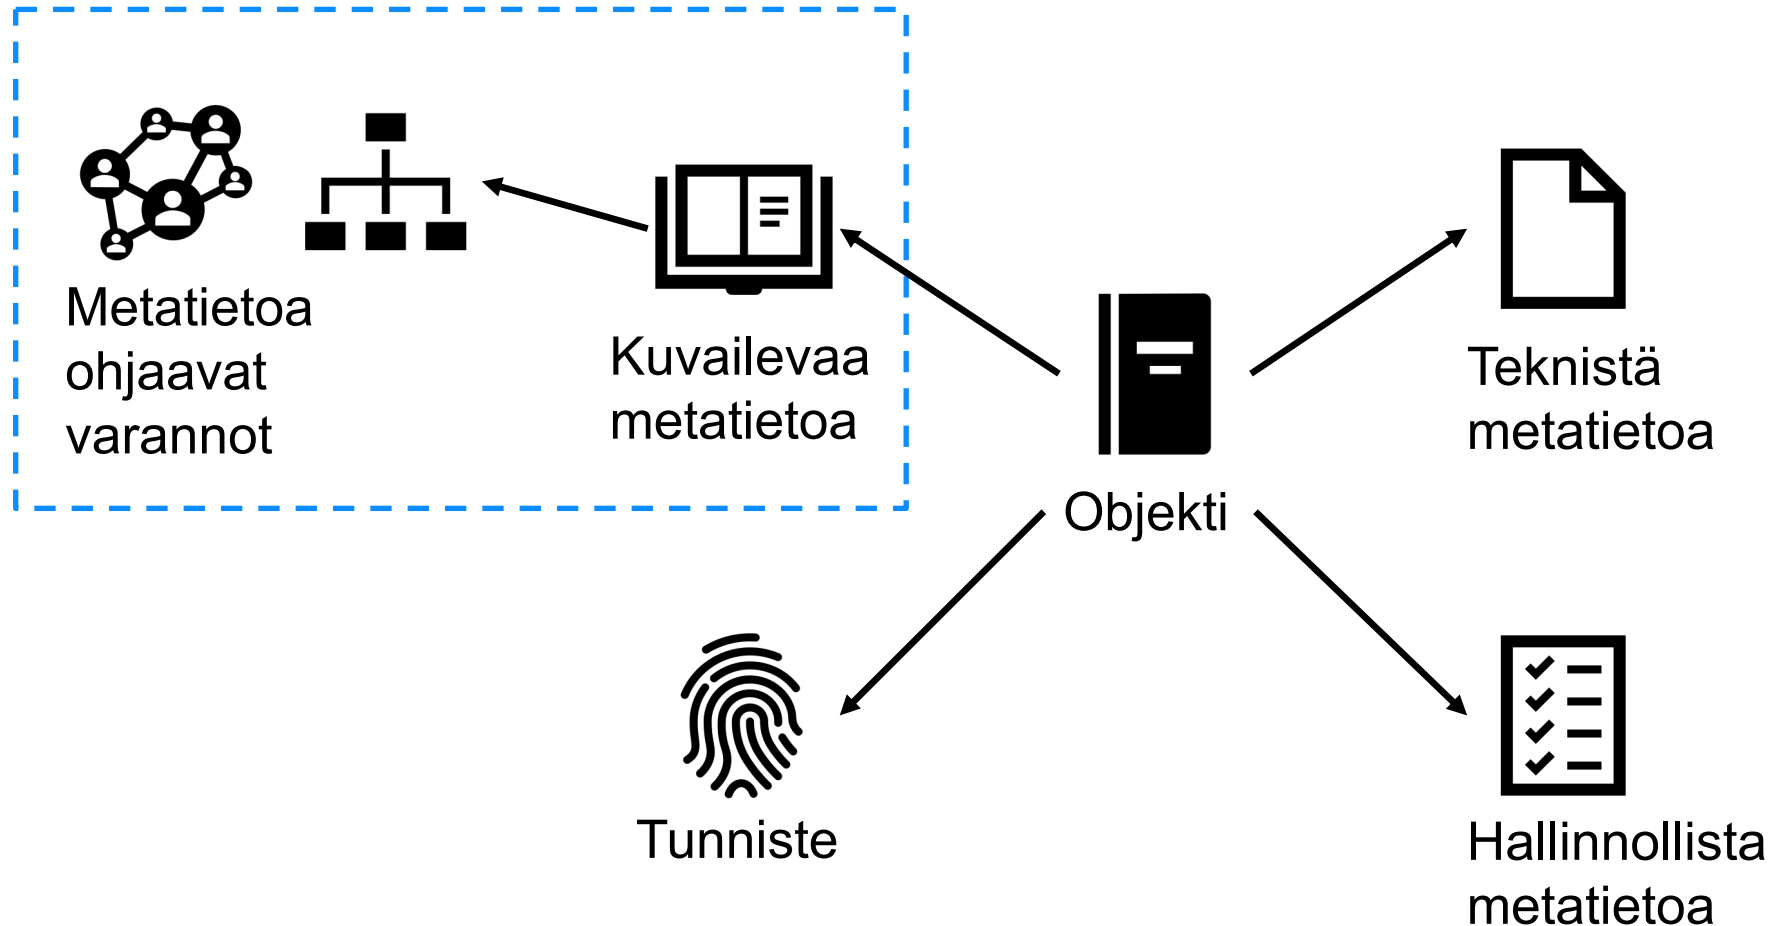 Metatietoa
ohjaavat
varannot
Kuvailevaa
metatietoa
Objekti
Teknistä
metatietoa
Tunniste
Hallinnollista
metatietoa